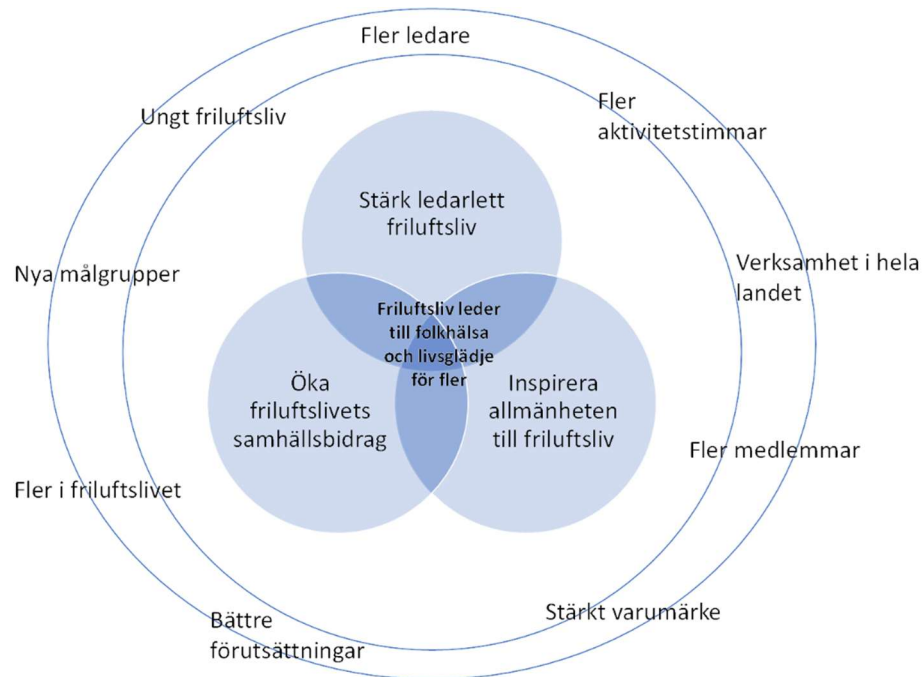 Fler ledare
Ungt friluftsliv
Fler
aktivitetstimmar
Stärk ledarlett
friluftsliv
Nya målgrupper
Verksamhet i hela
landet
Friluftsliv leder
till folkhälsa
och livsglädje
för fler
Öka
friluftslivets
samhällsbidrag
Inspirera
allmänheten
till friluftsliv
Fler medlemmar
Fler i friluftslivet
Stärkt varumärke
Bättre
förutsättningar